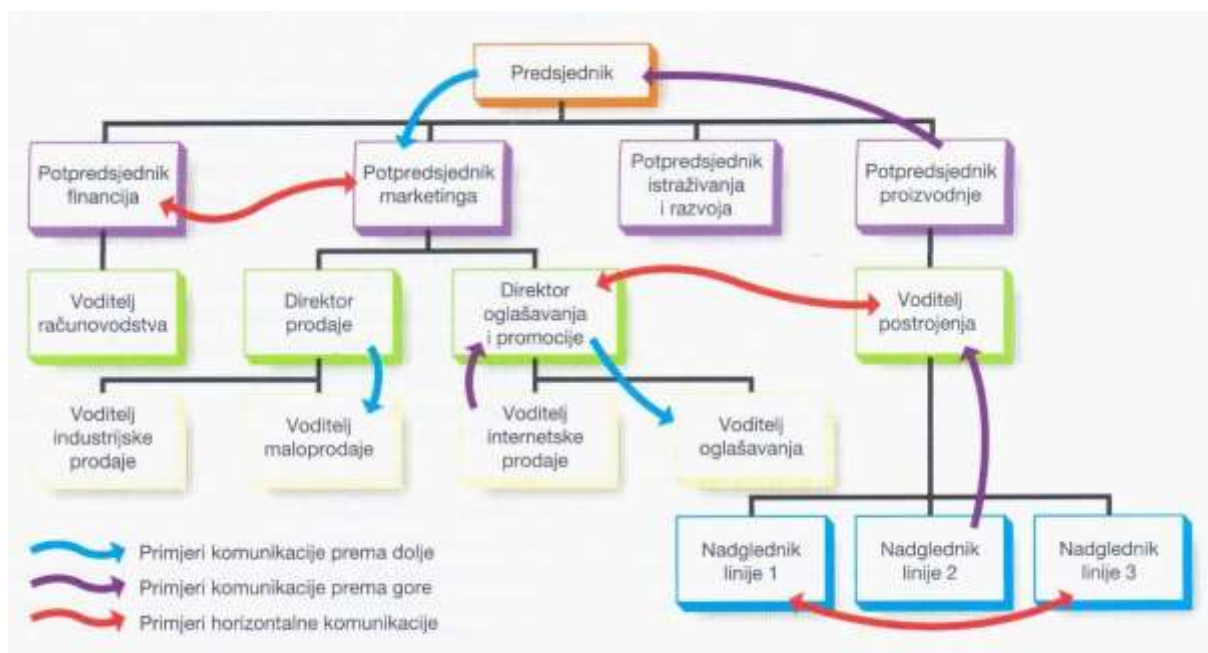 Predsjednik
Potpredsjednik
financija
Potpredsjednik
marketinga
Potpredsjednik
istraživanja
i razvoja
Potpredsjednik
proizvodnje
Voditelj
računovodstva
Direktor
prodaje
Direktor
oglašavanja
i promocije
Voditelj
postrojenja
Voditelj
industrijske
prodaje
Voditelj
maloprodaje
Voditelj
internetske
prodaje
Voditelj
oglašavanja
Nadglednik
linije 1
Nadglednik
linije 2
Nadglednik
linije 3
Primjeri komunikacije prema dolje
Primjeri komunikacije prema gore
Primjeri horizontalne komunikacije